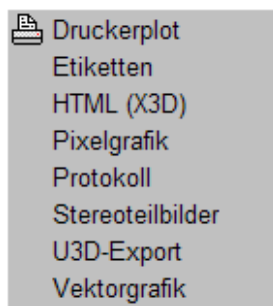 Druckerplot
Etiketten
HTML (X3D)
Pixelgrafik
Protokoll
Stereoteilbilder
U3D-Export
Vektorgrafik